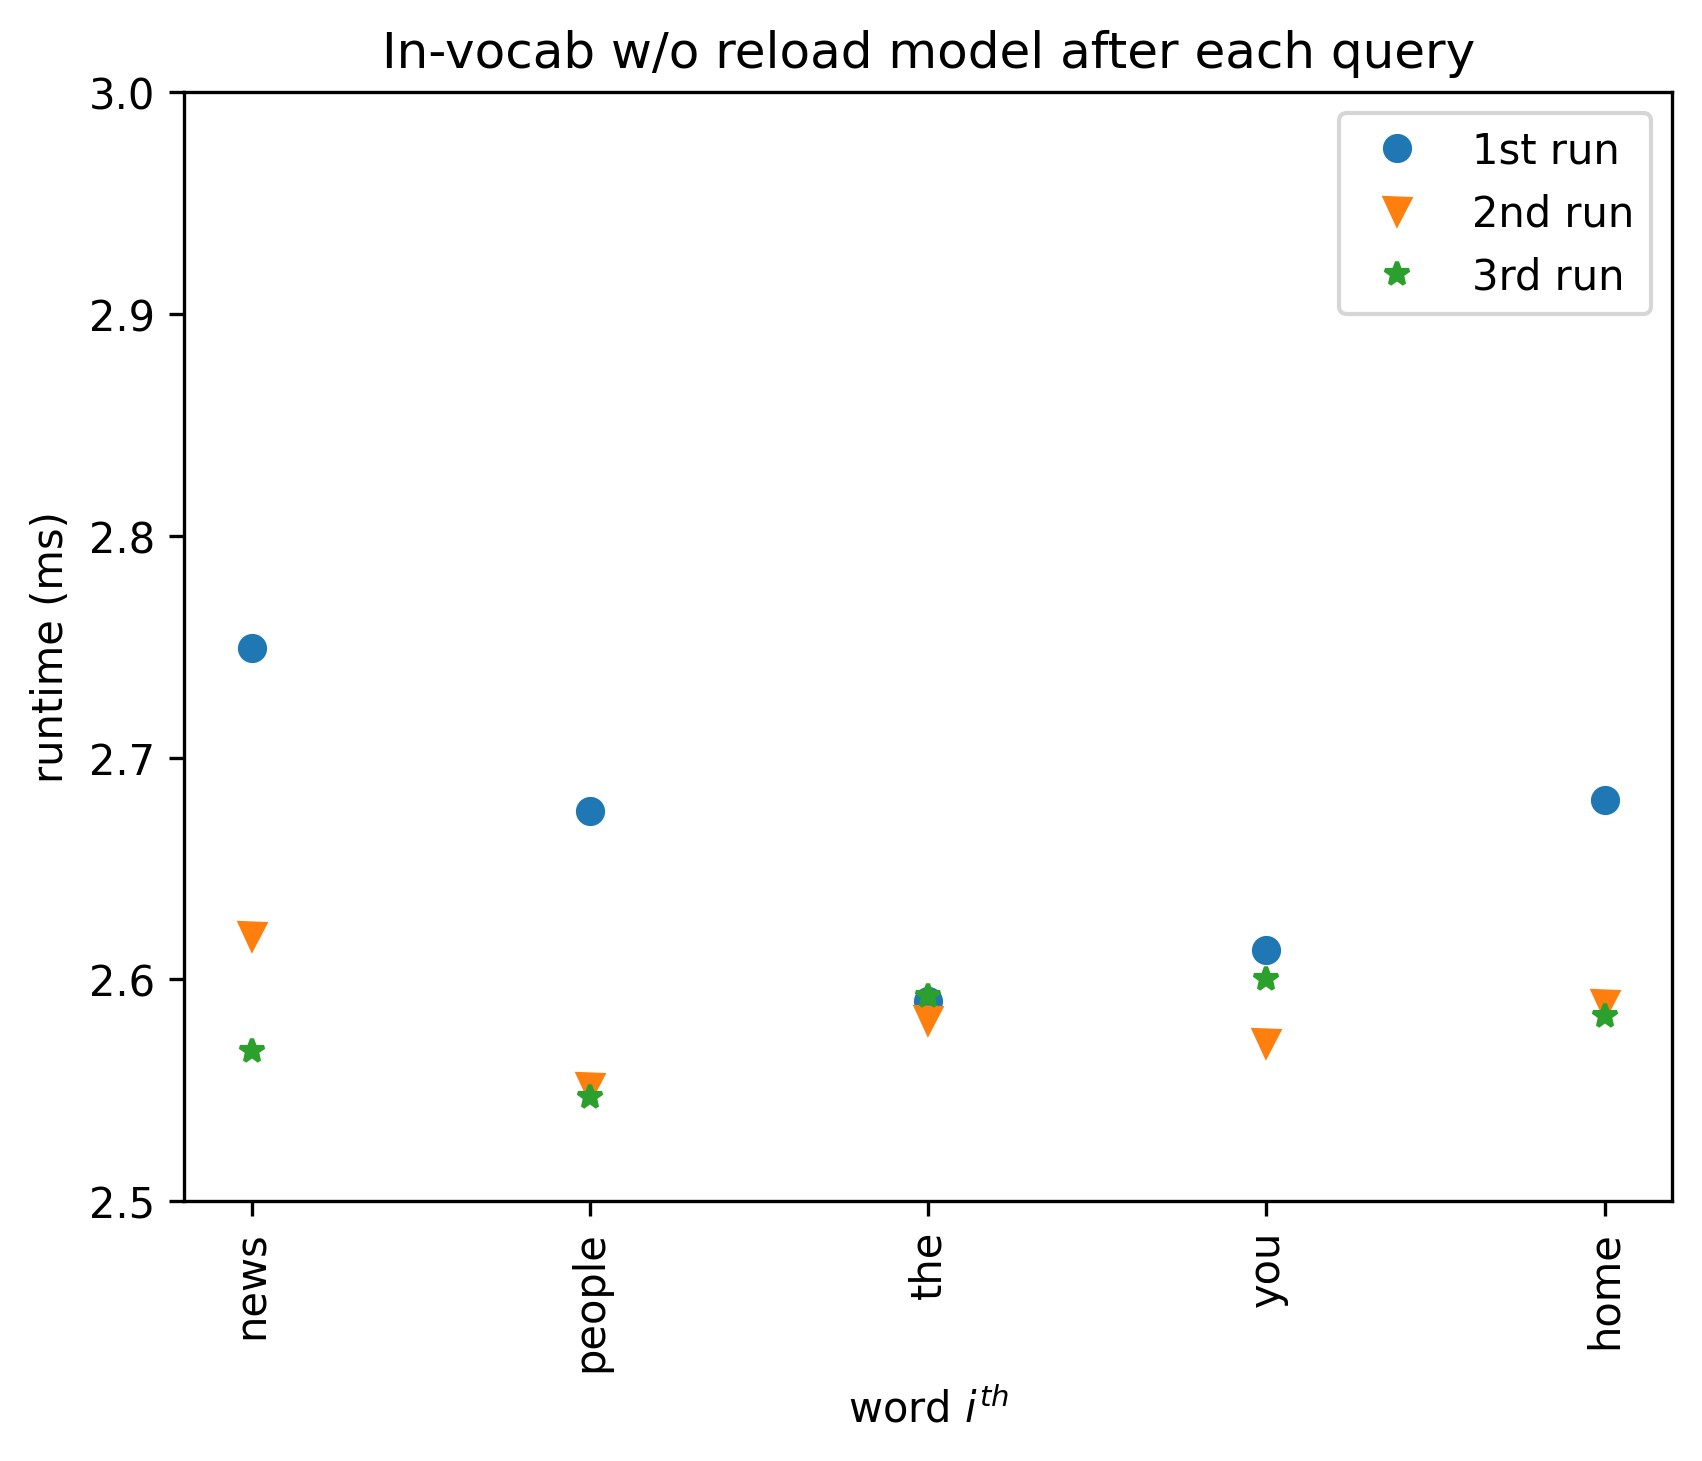 In-vocab w/o reload model after each query
3.0
2.9
2.8
2.7
2.6
2.5
runtime (ms)
1st run
2nd run
3rd run
news
people
the
you
home
word i^th